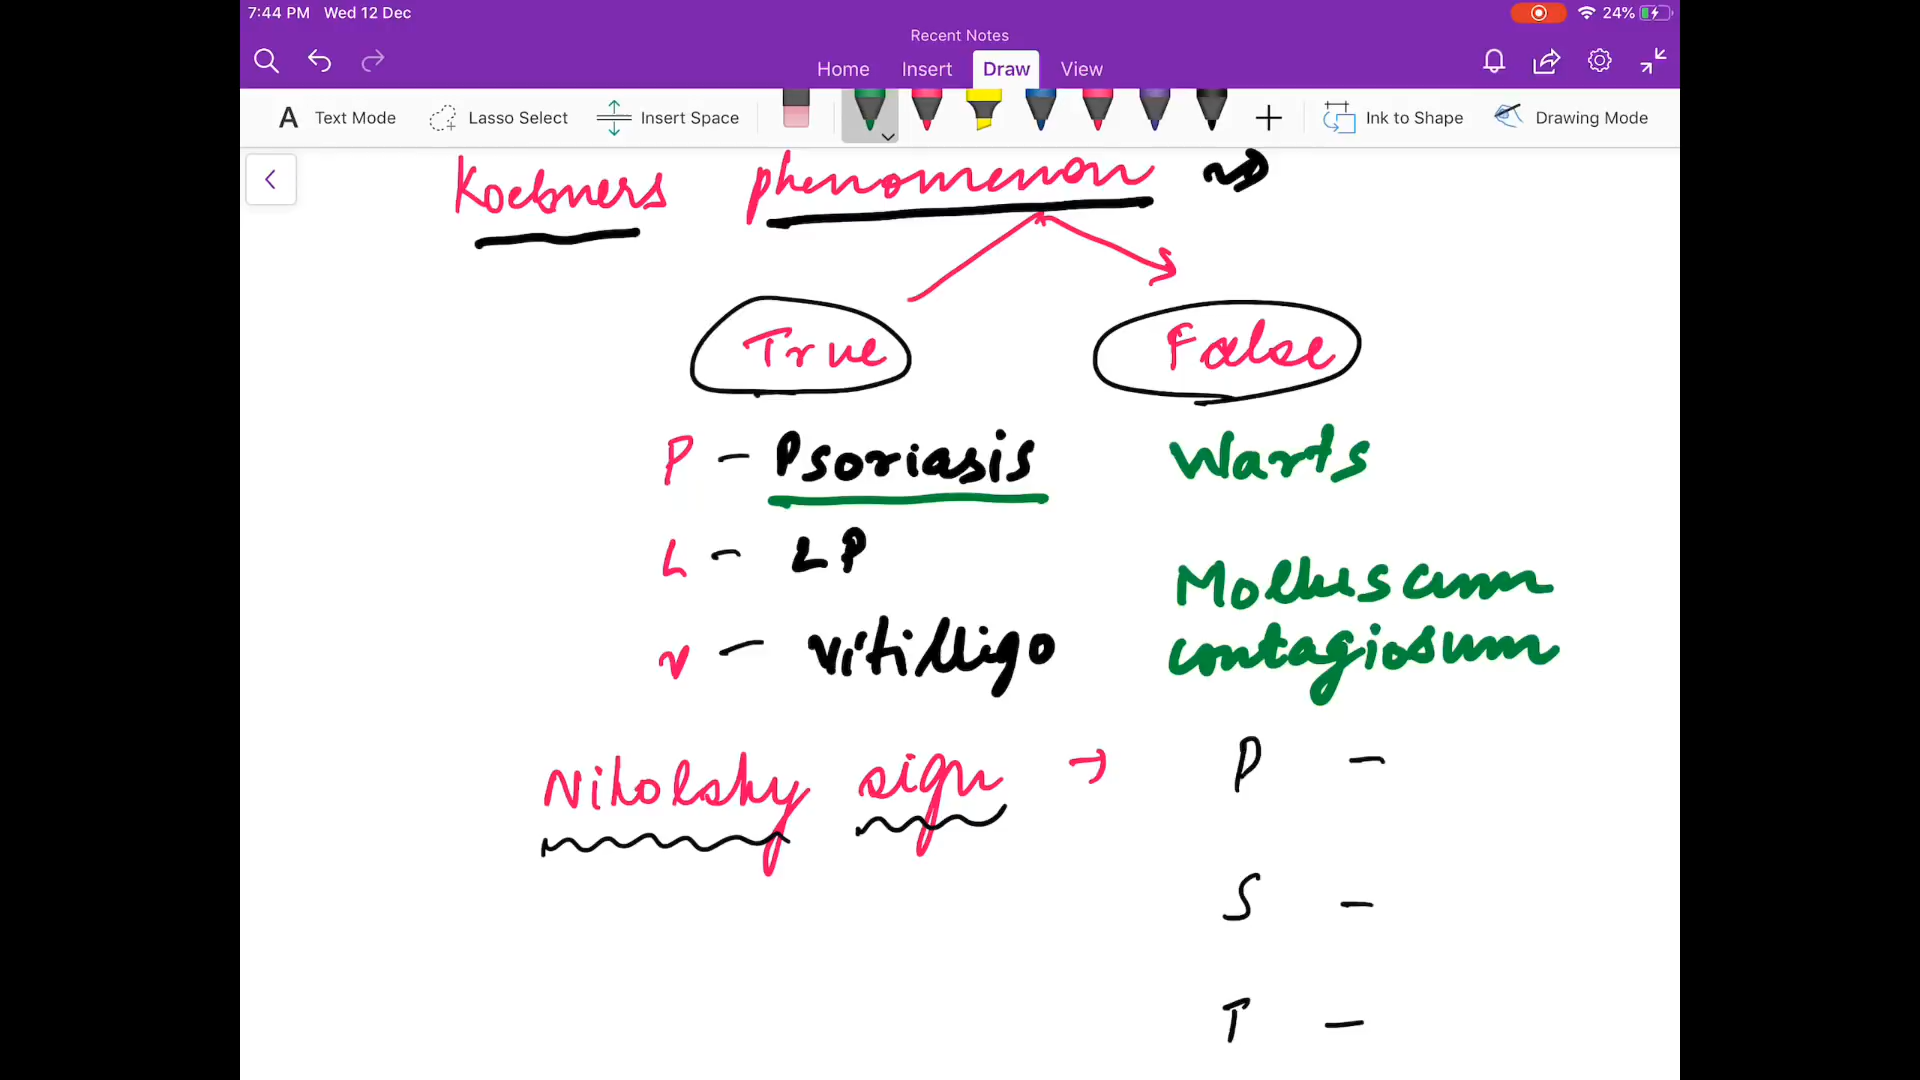 7:44 PM Wed 12 Dec
24%
Recent Notes
Home Insert Draw View
A Text Mode Lasso Select Insert Space Ink to Shape Drawing Mode
Koebners phenomenon
True False
P - Psoriasis Warts
L - LP
Molluscum
V - Vitilligo contagiosum
Nikolsky sign → P -
S -
T -